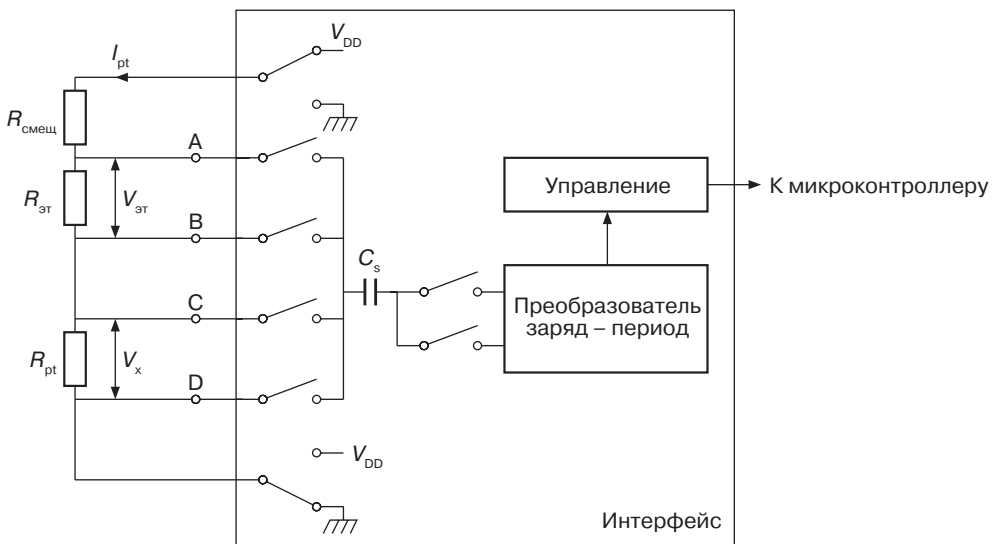 V_DD
I_pt
R_смещ
A
R_эт
V_эт
Управление
К микроконтроллеру
B
C_s
C
Преобразователь
заряд – период
R_pt
V_x
D
V_DD
Интерфейс